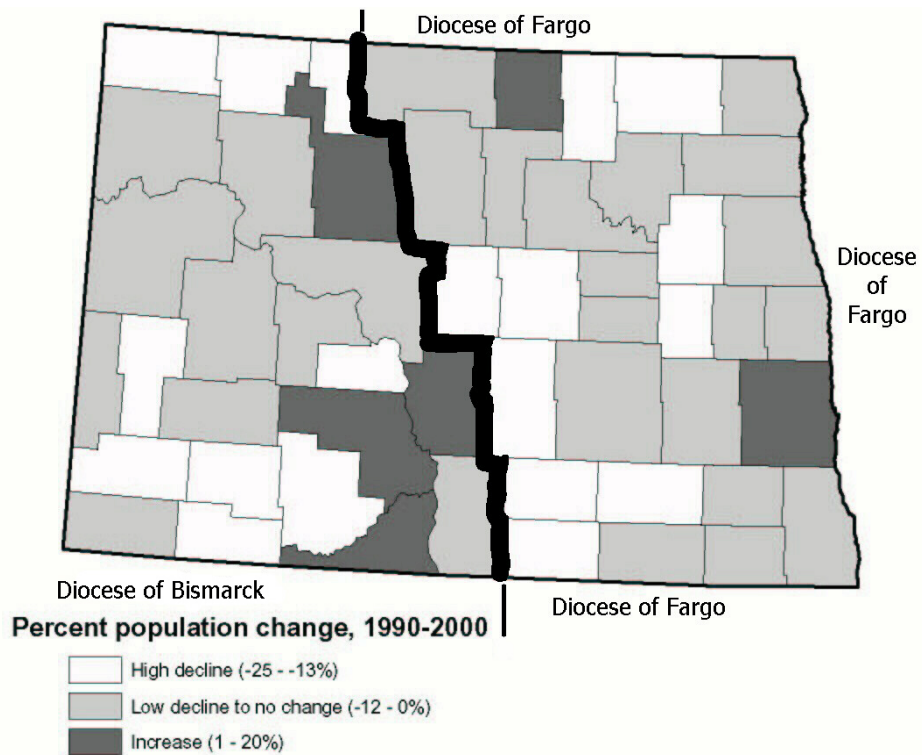 Diocese of Fargo
Diocese
of
Fargo
Diocese of Bismarck
Diocese of Fargo
Percent population change, 1990-2000
High decline (-25 - -13%)
Low decline to no change (-12 - 0%)
Increase (1 - 20%)